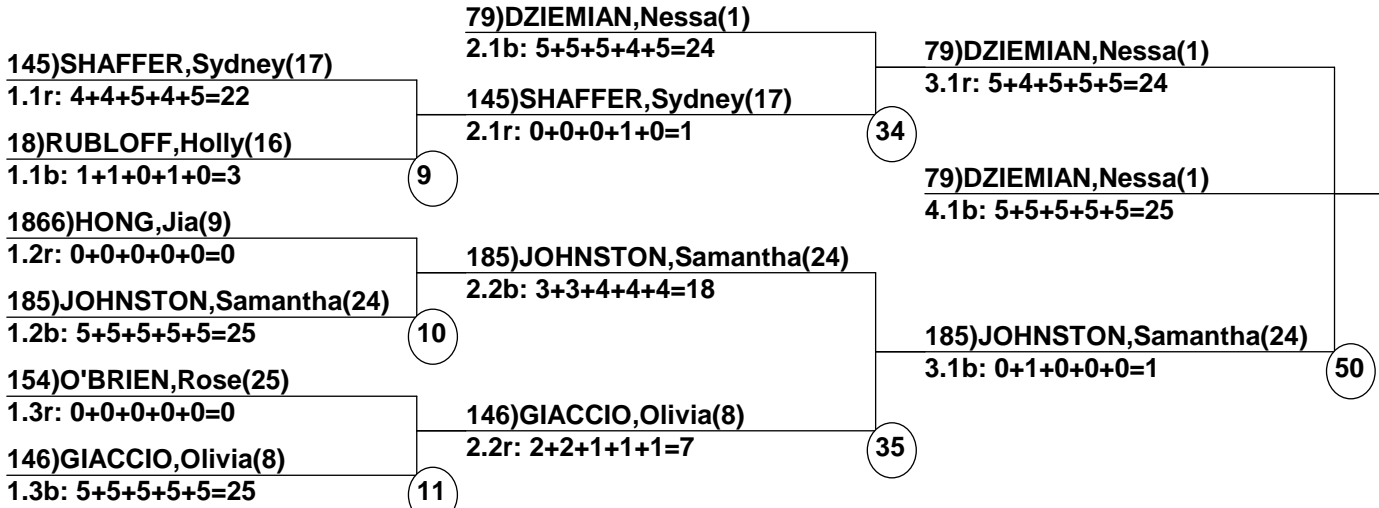 145)SHAFFER,Sydney(17)
1.1r: 4+4+5+4+5=22
18)RUBLOFF,Holly(16)
1.1b: 1+1+0+1+0=3
9
1866)HONG,Jia(9)
1.2r: 0+0+0+0+0=0
185)JOHNSTON,Samantha(24)
1.2b: 5+5+5+5+5=25
10
154)O'BRIEN,Rose(25)
1.3r: 0+0+0+0+0=0
146)GIACCIO,Olivia(8)
1.3b: 5+5+5+5+5=25
11
79)DZIEMIAN,Nessa(1)
2.1b: 5+5+5+4+5=24
145)SHAFFER,Sydney(17)
2.1r: 0+0+0+1+0=1
34
185)JOHNSTON,Samantha(24)
2.2b: 3+3+4+4+4=18
146)GIACCIO,Olivia(8)
2.2r: 2+2+1+1+1=7
35
79)DZIEMIAN,Nessa(1)
3.1r: 5+4+5+5+5=24
185)JOHNSTON,Samantha(24)
3.1b: 0+1+0+0+0=1
50
79)DZIEMIAN,Nessa(1)
4.1b: 5+5+5+5+5=25